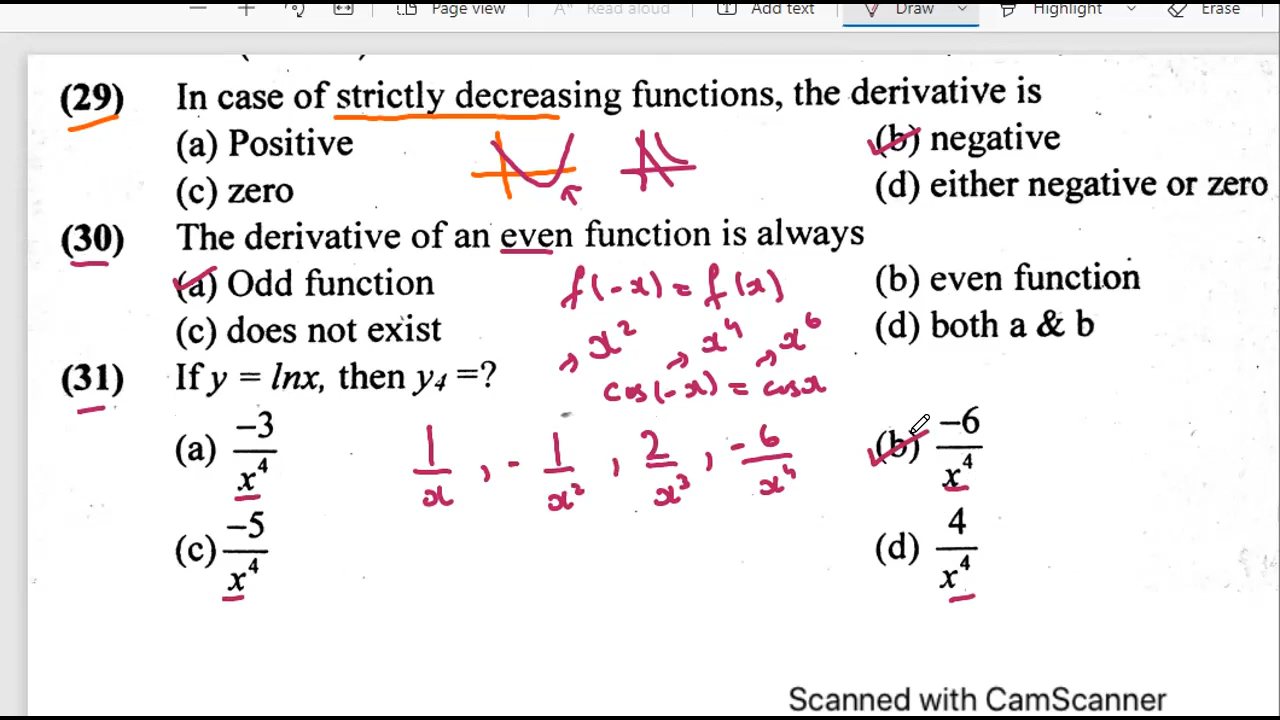 Page view Read aloud Add text Draw Highlight Erase
(29) In case of strictly decreasing functions, the derivative is
(a) Positive (b) negative
(c) zero (d) either negative or zero
(30) The derivative of an even function is always
(a) Odd function f(-x) = f(x) (b) even function
(c) does not exist → x² → x⁴ → x⁶ (d) both a & b
(31) If y = lnx, then y₄ =? cos(-x) = cosx
(a) -3/x⁴ 1/x , - 1/x² , 2/x³ , - 6/x⁴ (b) -6/x⁴
(c) -5/x⁴ (d) 4/x⁴
Scanned with CamScanner